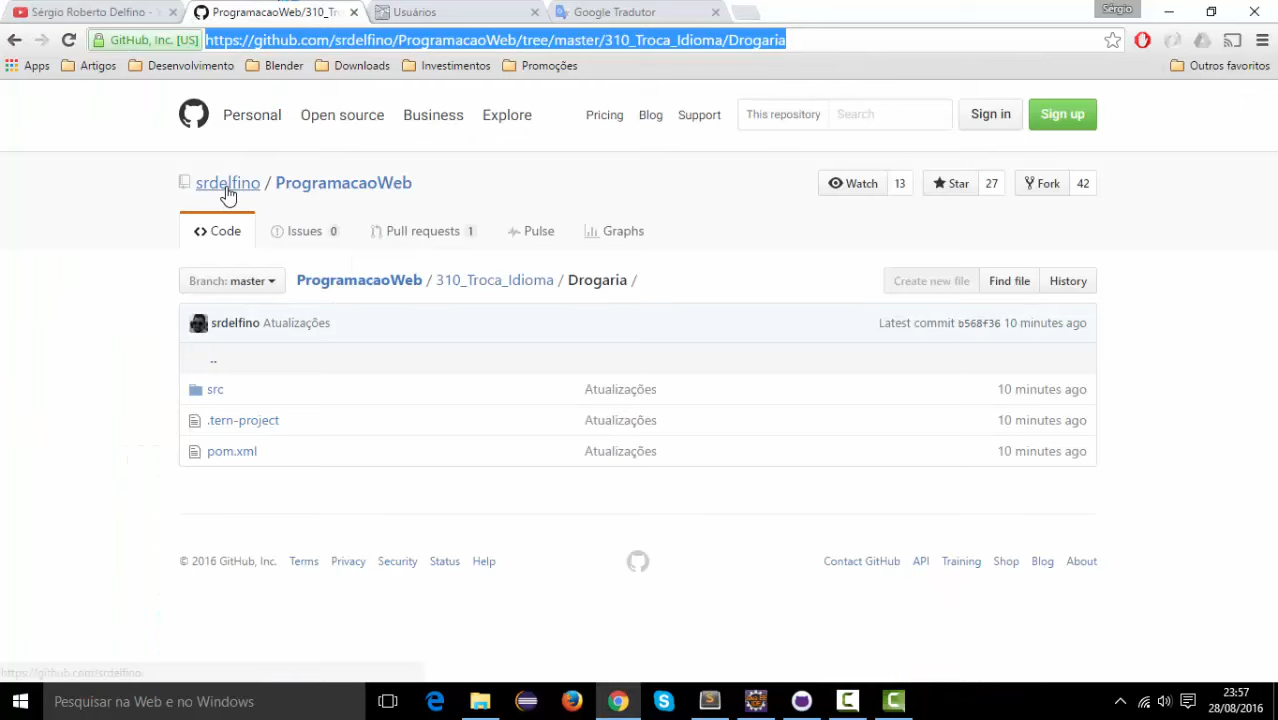 Sérgio Roberto Delfino -
ProgramacaoWeb/310_Tr
Usuários
Google Tradutor
Sérgio
GitHub, Inc. [US]
https://github.com/srdelfino/ProgramacaoWeb/tree/master/310_Troca_Idioma/Drogaria
Apps
Artigos
Desenvolvimento
Blender
Downloads
Investimentos
Promoções
Outros favoritos
Personal
Open source
Business
Explore
Pricing
Blog
Support
This repository
Search
Sign in
Sign up
srdelfino / ProgramacaoWeb
Watch 13
Star 27
Fork 42
Code
Issues 0
Pull requests 1
Pulse
Graphs
Branch: master
ProgramacaoWeb / 310_Troca_Idioma / Drogaria /
Create new file
Find file
History
srdelfino Atualizações
Latest commit b568f36 10 minutes ago
..
src Atualizações 10 minutes ago
.tern-project Atualizações 10 minutes ago
pom.xml Atualizações 10 minutes ago
© 2016 GitHub, Inc.
Terms
Privacy
Security
Status
Help
Contact GitHub
API
Training
Shop
Blog
About
https://github.com/srdelfino
Pesquisar na Web e no Windows
23:57
28/08/2016